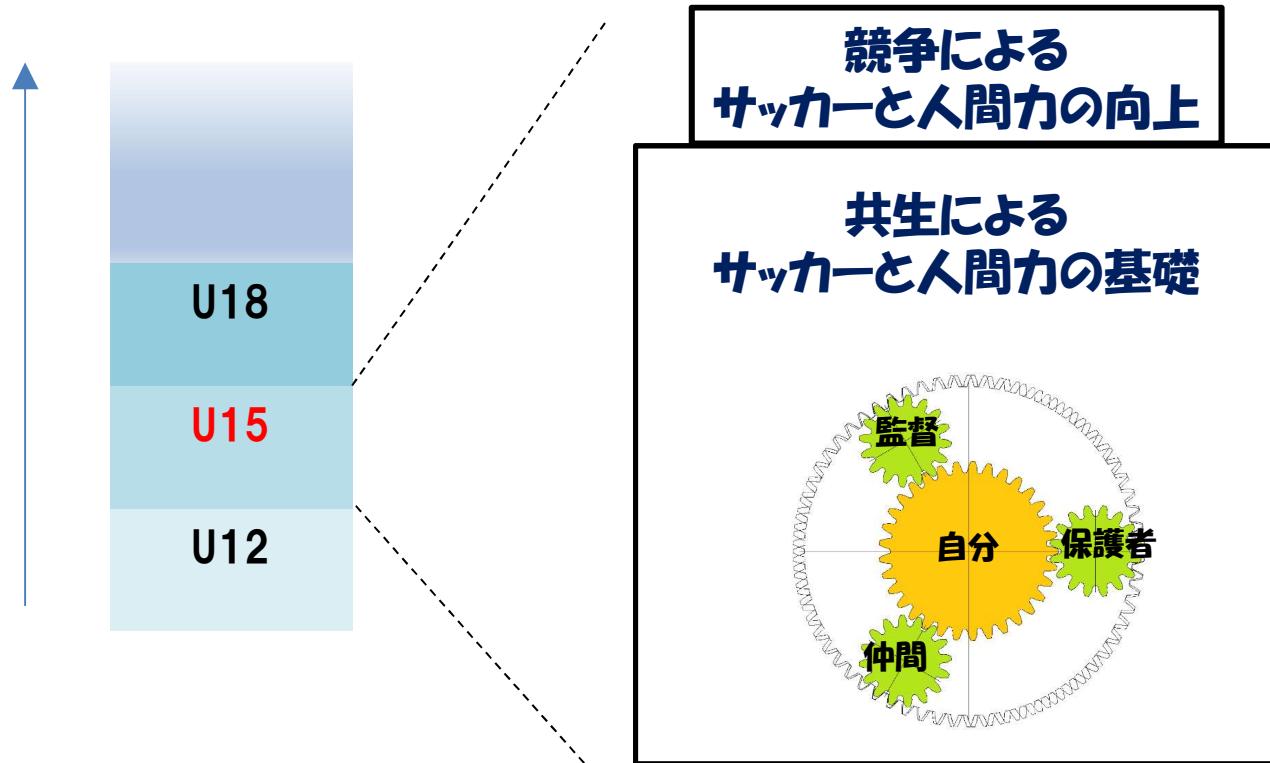 U18
U15
U12
競争による
サッカーと人間力の向上
共生による
サッカーと人間力の基礎
監督
自分
保護者
仲間